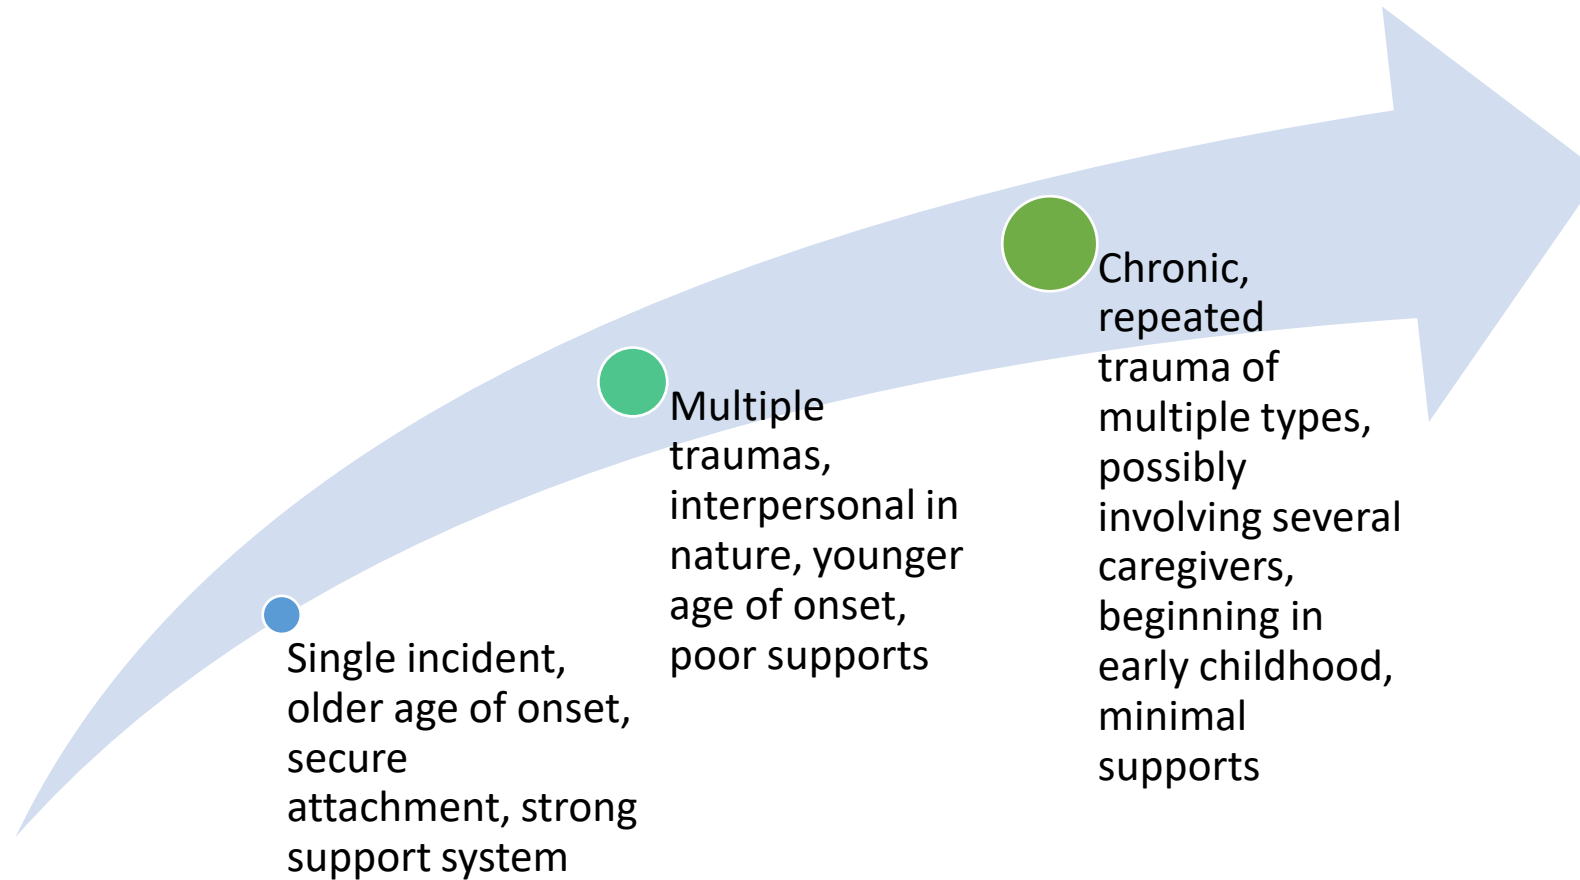 Single incident,
older age of onset,
secure
attachment, strong
support system
Multiple
traumas,
interpersonal in
nature, younger
age of onset,
poor supports
Chronic,
repeated
trauma of
multiple types,
possibly
involving several
caregivers,
beginning in
early childhood,
minimal
supports